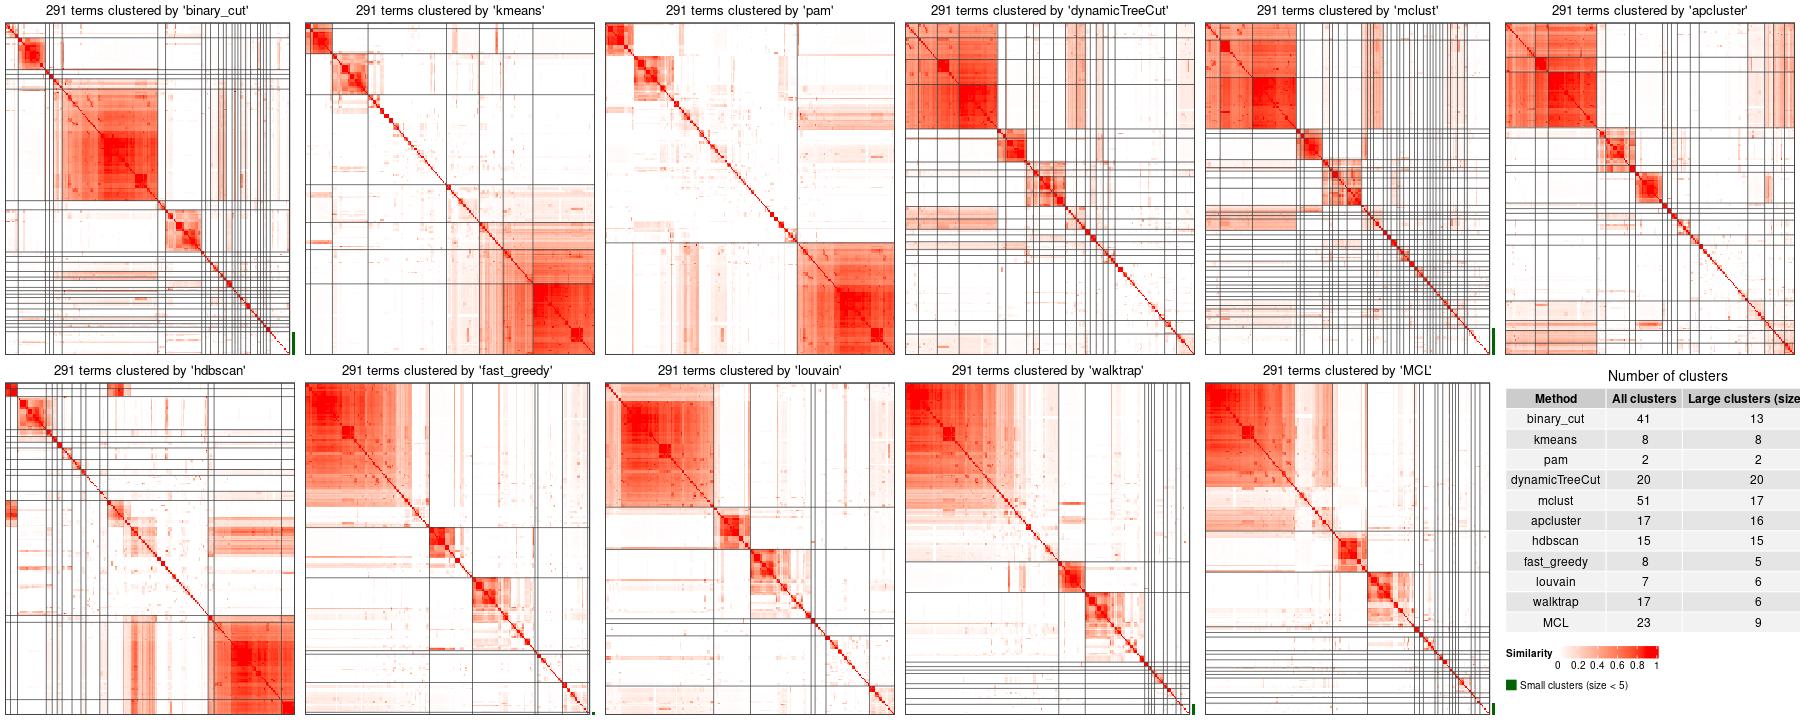 291 terms clustered by 'binary_cut'
291 terms clustered by 'kmeans'
291 terms clustered by 'pam'
291 terms clustered by 'dynamicTreeCut'
291 terms clustered by 'mclust'
291 terms clustered by 'apcluster'
291 terms clustered by 'hdbscan'
291 terms clustered by 'fast_greedy'
291 terms clustered by 'louvain'
291 terms clustered by 'walktrap'
291 terms clustered by 'MCL'
Number of clusters
Method All clusters Large clusters (size
binary_cut 41 13
kmeans 8 8
pam 2 2
dynamicTreeCut 20 20
mclust 51 17
apcluster 17 16
hdbscan 15 15
fast_greedy 8 5
louvain 7 6
walktrap 17 6
MCL 23 9
Similarity
0 0.2 0.4 0.6 0.8 1
Small clusters (size < 5)